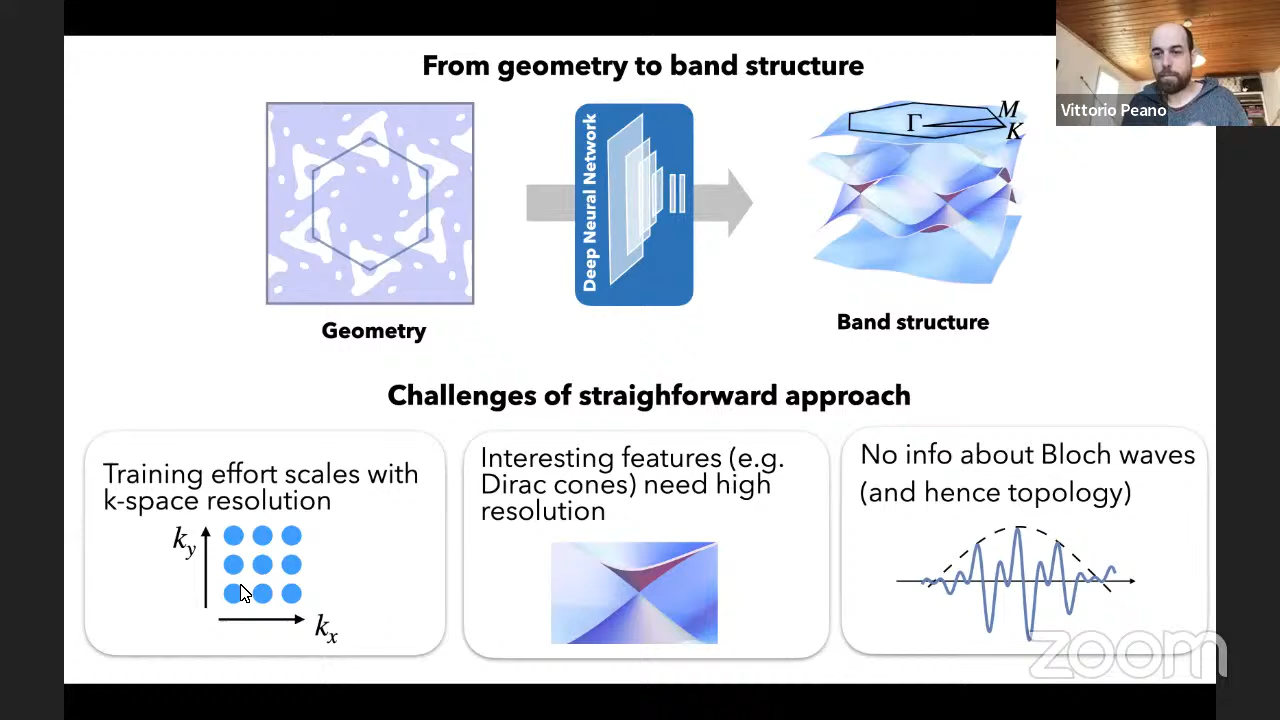 From geometry to band structure
Vittorio Peano
Deep Neural Network
Γ
M
K
Geometry
Band structure
Challenges of straighforward approach
Training effort scales with
k-space resolution
k_y
k_x
Interesting features (e.g.
Dirac cones) need high
resolution
No info about Bloch waves
(and hence topology)
zoom